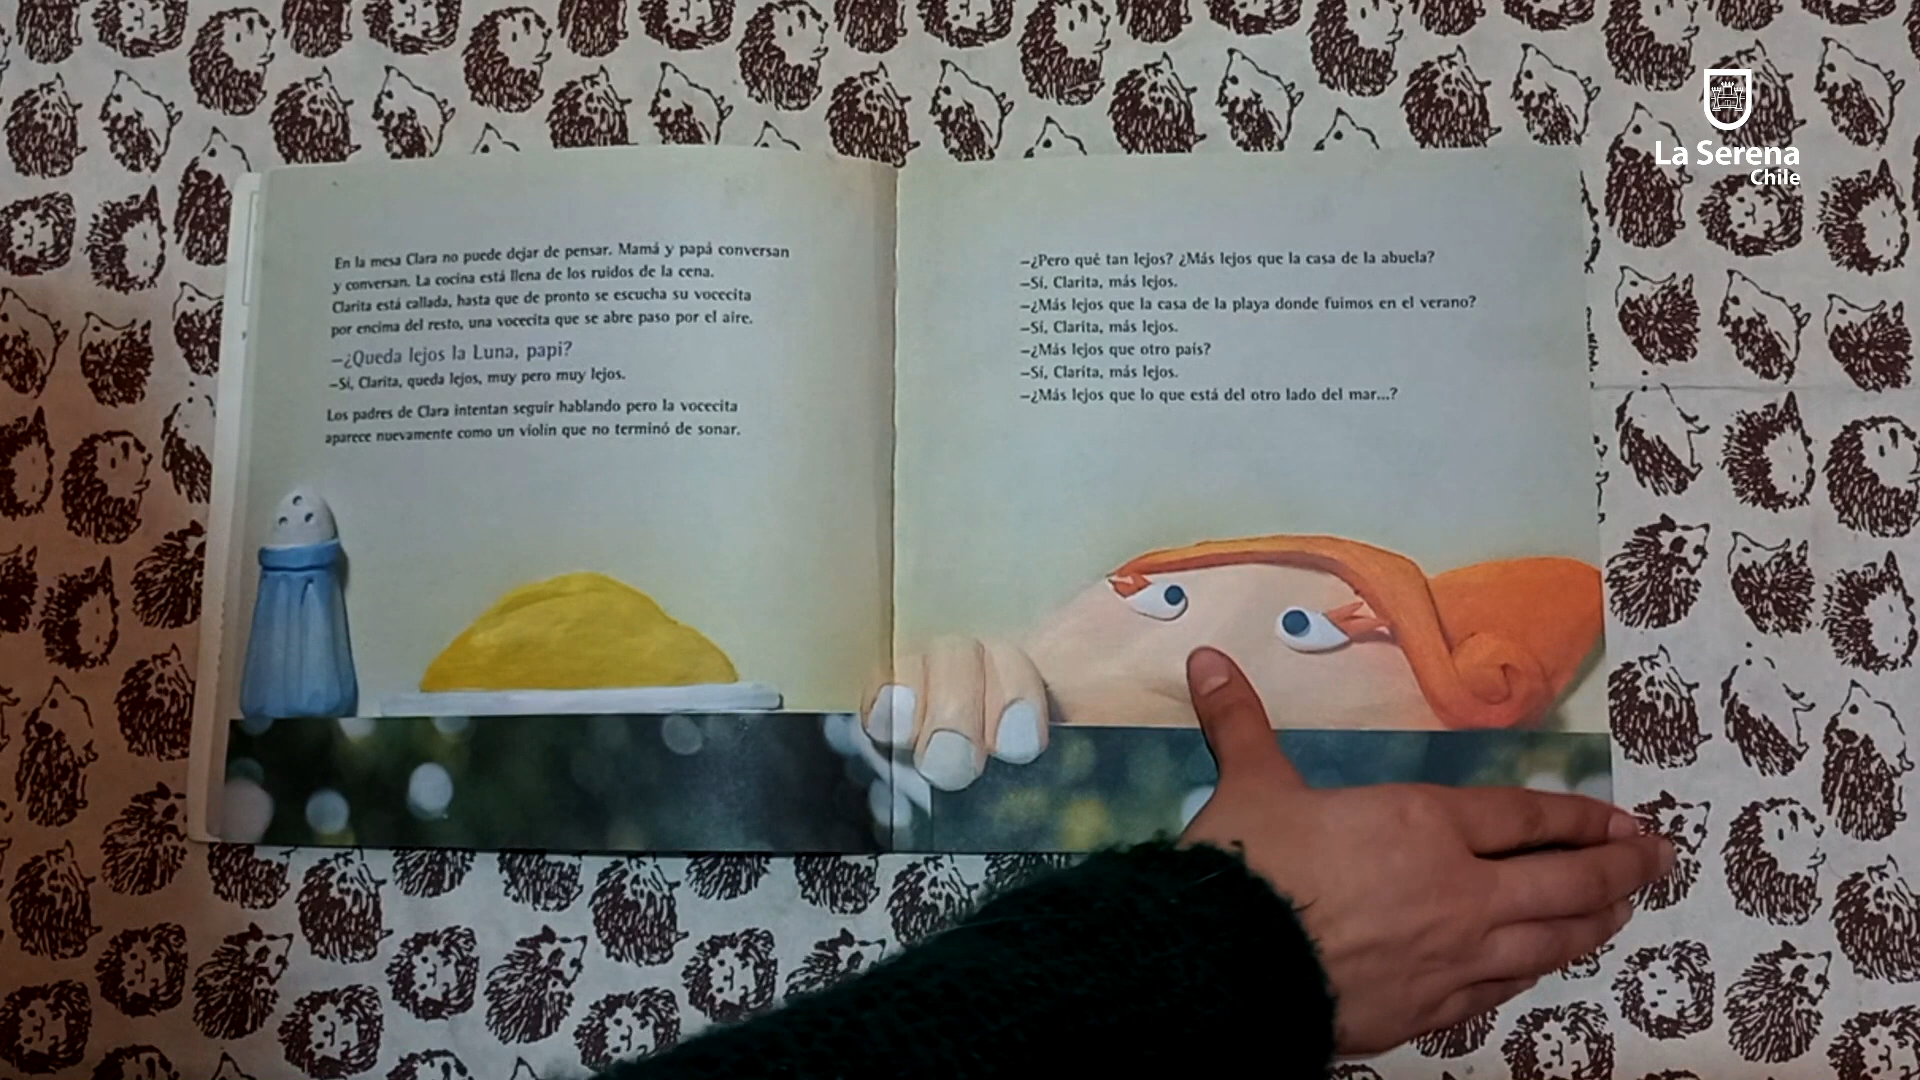 En la mesa Clara no puede dejar de pensar. Mamá y papá conversan
y conversan. La cocina está llena de los ruidos de la cena.
Clarita está callada, hasta que de pronto se escucha su vocecita
por encima del resto, una vocecita que se abre paso por el aire.
–¿Queda lejos la Luna, papi?
–Sí, Clarita, queda lejos, muy pero muy lejos.
Los padres de Clara intentan seguir hablando pero la vocecita
aparece nuevamente como un violín que no terminó de sonar.
–¿Pero qué tan lejos? ¿Más lejos que la casa de la abuela?
–Sí, Clarita, más lejos.
–¿Más lejos que la casa de la playa donde fuimos en el verano?
–Sí, Clarita, más lejos.
–¿Más lejos que otro país?
–Sí, Clarita, más lejos.
–¿Más lejos que lo que está del otro lado del mar...?
La Serena
Chile